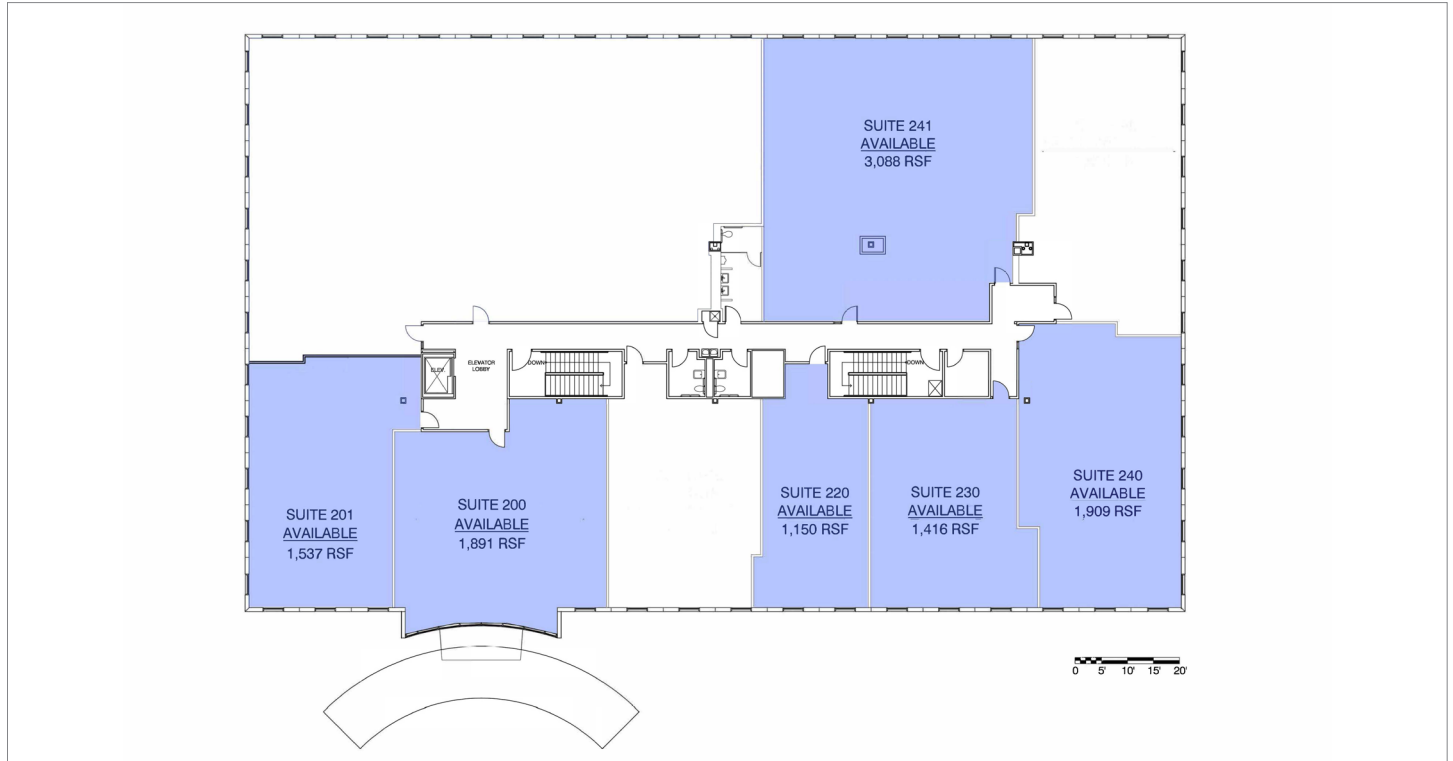 SUITE 241
AVAILABLE
3,088 RSF
ELEV.
ELEVATOR
LOBBY
DOWN
DOWN
SUITE 201
AVAILABLE
1,537 RSF
SUITE 200
AVAILABLE
1,891 RSF
SUITE 220
AVAILABLE
1,150 RSF
SUITE 230
AVAILABLE
1,416 RSF
SUITE 240
AVAILABLE
1,909 RSF
0 5' 10' 15' 20'